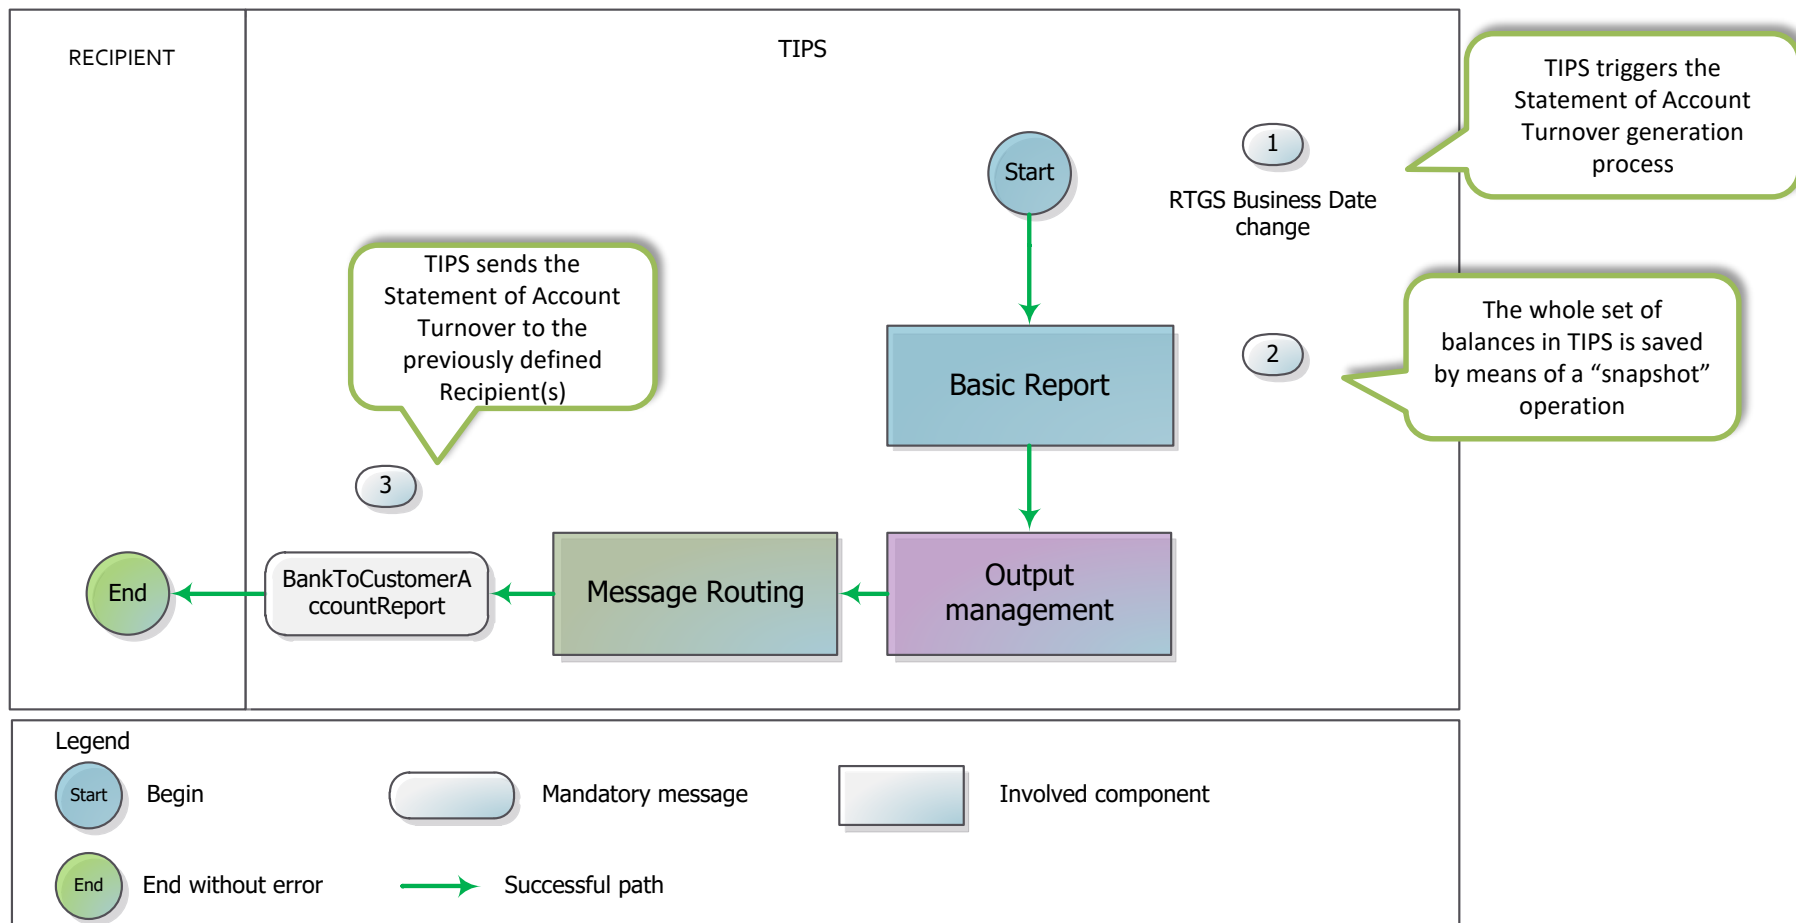 RECIPIENT
TIPS
TIPS triggers the
Statement of Account
Turnover generation
process
1
Start
RTGS Business Date
change
TIPS sends the
Statement of Account
Turnover to the
previously defined
Recipient(s)
The whole set of
balances in TIPS is saved
by means of a “snapshot”
operation
2
Basic Report
3
End
BankToCustomerA
ccountReport
Message Routing
Output
management
Legend
Start
Begin
Mandatory message
Involved component
End
End without error
Successful path